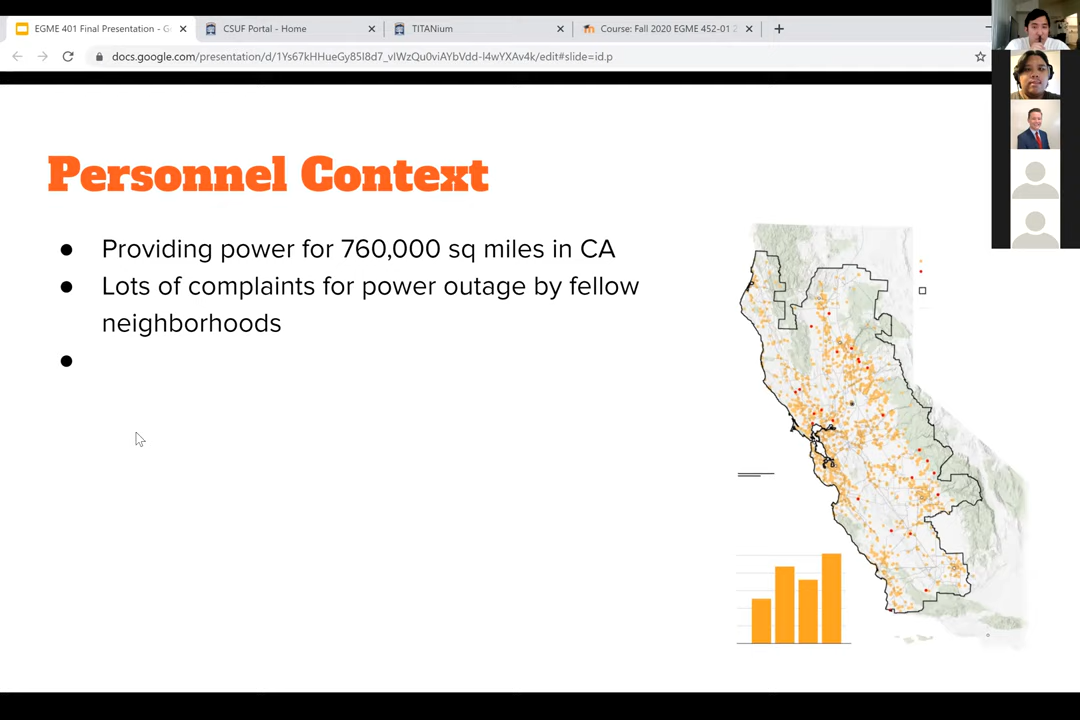 EGME 401 Final Presentation - G
CSUF Portal - Home
TITANium
Course: Fall 2020 EGME 452-01 2
docs.google.com/presentation/d/1Ys67kHHueGy85I8d7_vIWzQu0viAYbVdd-l4wYXAv4k/edit#slide=id.p
Personnel Context
● Providing power for 760,000 sq miles in CA
● Lots of complaints for power outage by fellow
neighborhoods
●